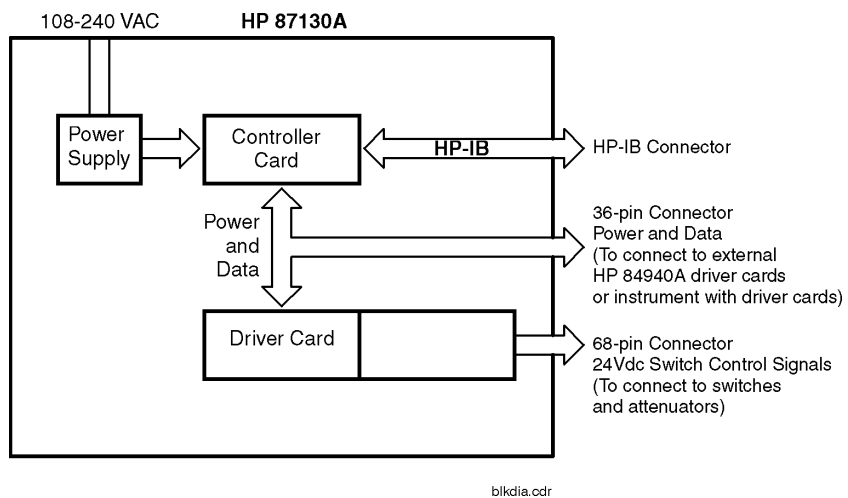 108-240 VAC
HP 87130A
Power
Supply
Controller
Card
HP-IB
HP-IB Connector
Power
and
Data
36-pin Connector
Power and Data
(To connect to external
HP 84940A driver cards
or instrument with driver cards)
Driver Card
68-pin Connector
24Vdc Switch Control Signals
(To connect to switches
and attenuators)
blkdia.cdr